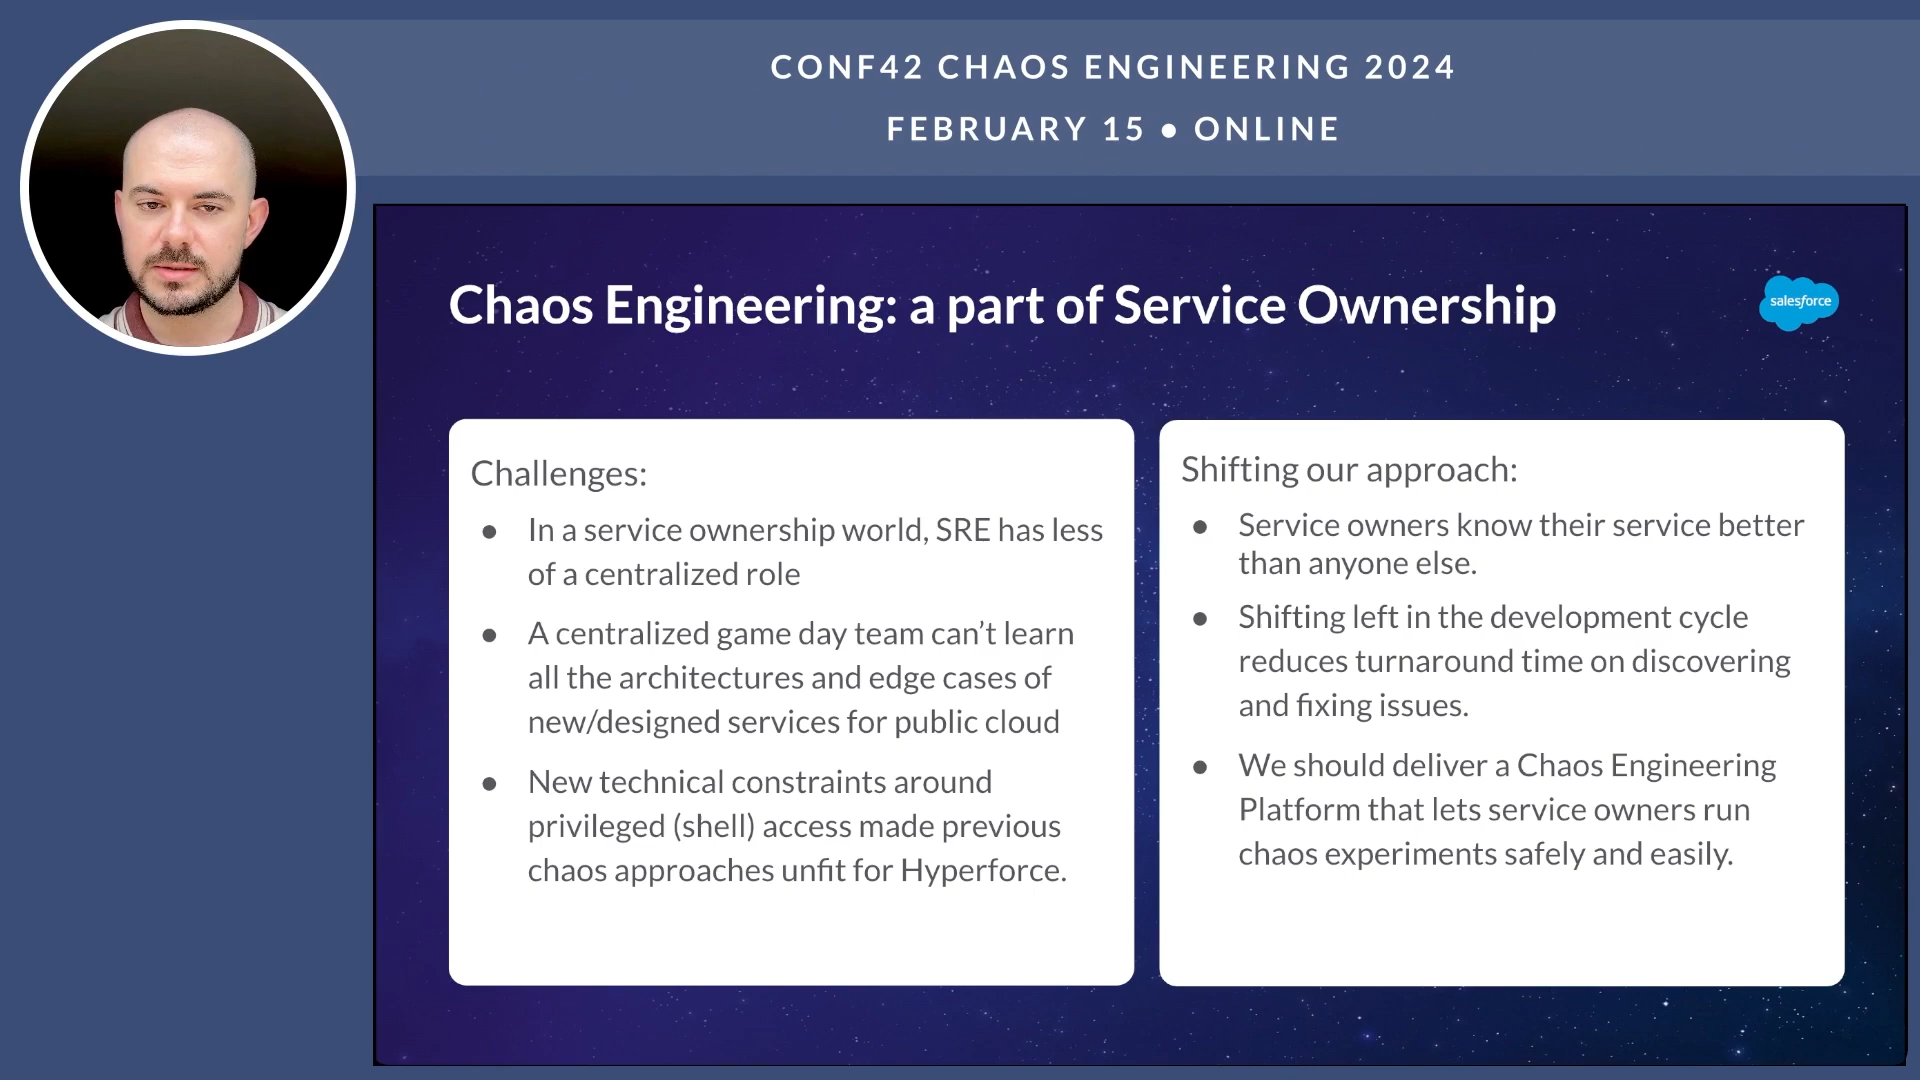 CONF42 CHAOS ENGINEERING 2024
FEBRUARY 15 • ONLINE
Chaos Engineering: a part of Service Ownership
salesforce
Challenges:
● In a service ownership world, SRE has less
of a centralized role
● A centralized game day team can’t learn
all the architectures and edge cases of
new/designed services for public cloud
● New technical constraints around
privileged (shell) access made previous
chaos approaches unfit for Hyperforce.
Shifting our approach:
● Service owners know their service better
than anyone else.
● Shifting left in the development cycle
reduces turnaround time on discovering
and fixing issues.
● We should deliver a Chaos Engineering
Platform that lets service owners run
chaos experiments safely and easily.